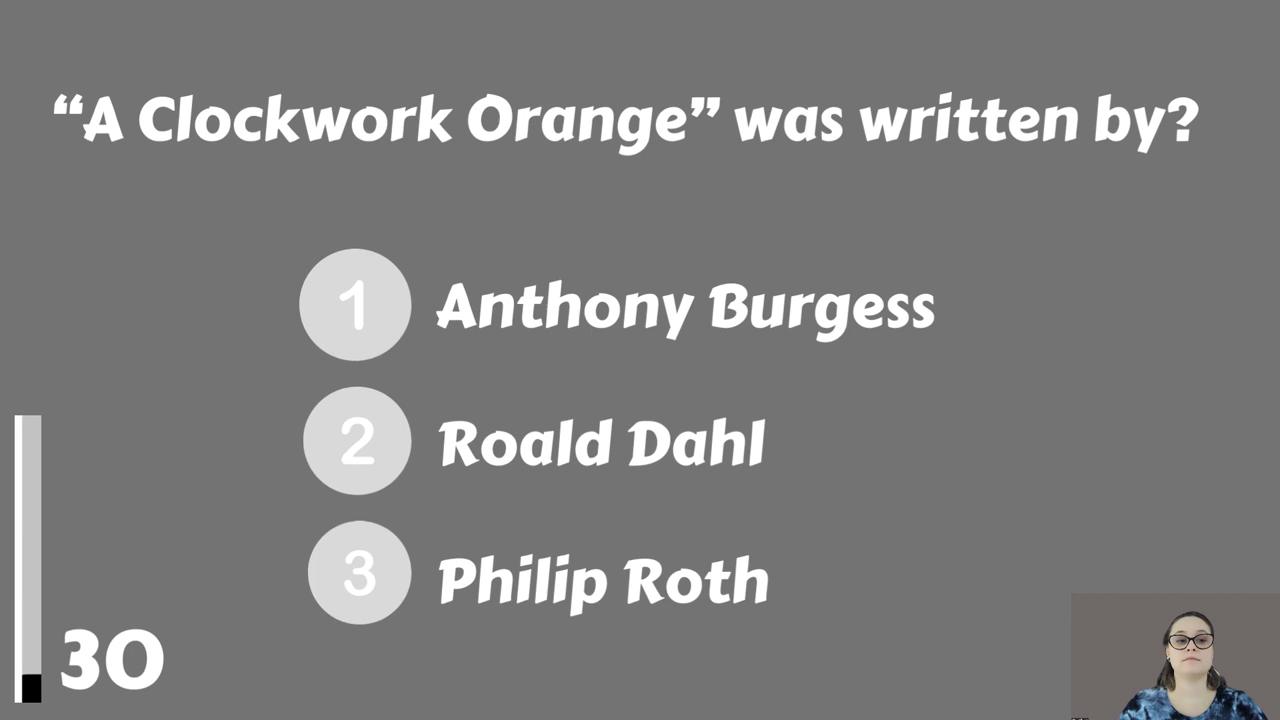 “A Clockwork Orange” was written by?
1 Anthony Burgess
2 Roald Dahl
3 Philip Roth
30